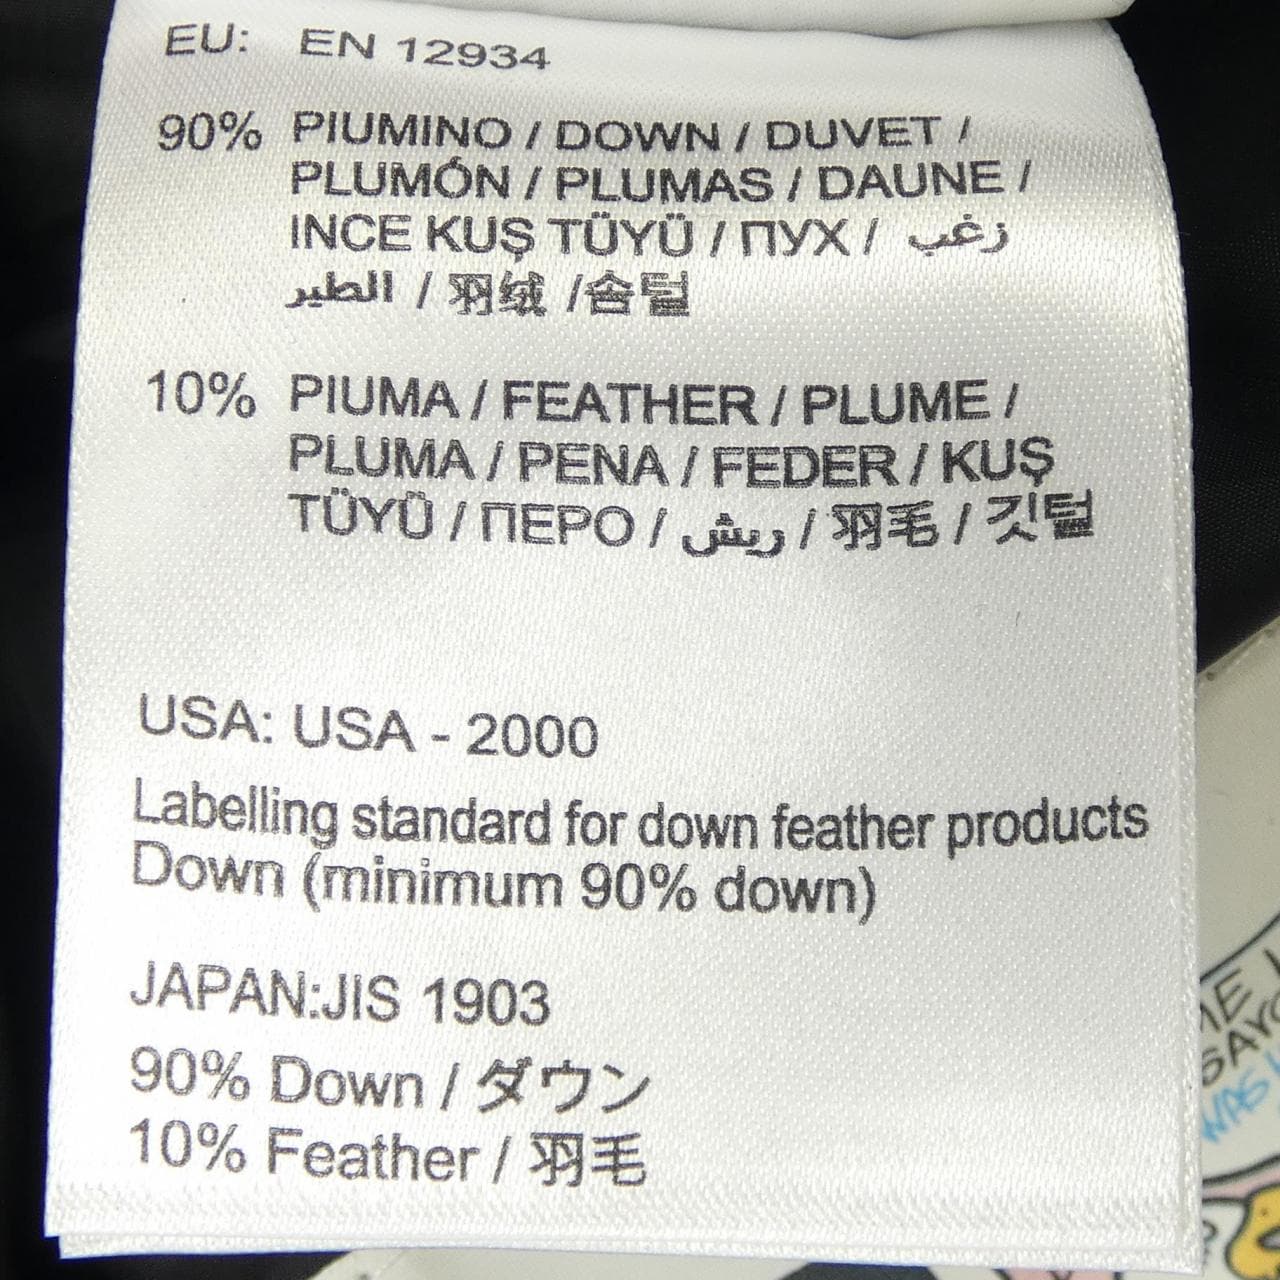 EU: EN 12934
90% PIUMINO / DOWN / DUVET /
PLUMÓN / PLUMAS / DAUNE /
INCE KUŞ TÜYÜ / ПУХ / زغب
الطير / 羽绒 /솜털
10% PIUMA / FEATHER / PLUME /
PLUMA / PENA / FEDER / KUŞ
TÜYÜ / ПЕРО / ريش / 羽毛 / 깃털
USA: USA - 2000
Labelling standard for down feather products
Down (minimum 90% down)
JAPAN:JIS 1903
90% Down / ダウン
10% Feather / 羽毛